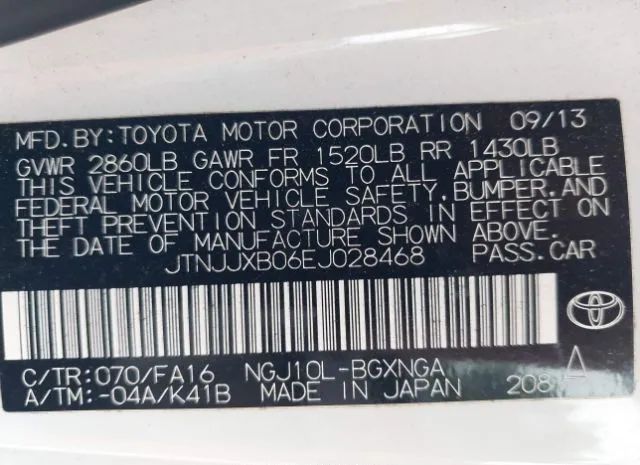 MFD.BY:TOYOTA MOTOR CORPORATION 09/13
GVWR 2860LB GAWR FR 1520LB RR 1430LB
THIS VEHICLE CONFORMS TO ALL APPLICABLE
FEDERAL MOTOR VEHICLE SAFETY,BUMPER,AND
THEFT PREVENTION STANDARDS IN EFFECT ON
THE DATE OF MANUFACTURE SHOWN ABOVE.
JTNJJXB06EJ028468 PASS.CAR
C/TR:070/FA16 NGJ10L-BGXNGA A
A/TM:-04A/K41B MADE IN JAPAN 208